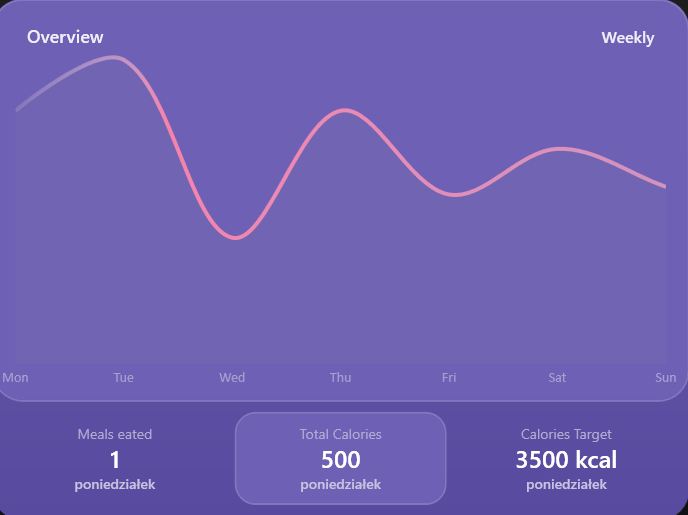 Overview
Weekly
Mon Tue Wed Thu Fri Sat Sun
Meals eated
1
poniedziałek
Total Calories
500
poniedziałek
Calories Target
3500 kcal
poniedziałek